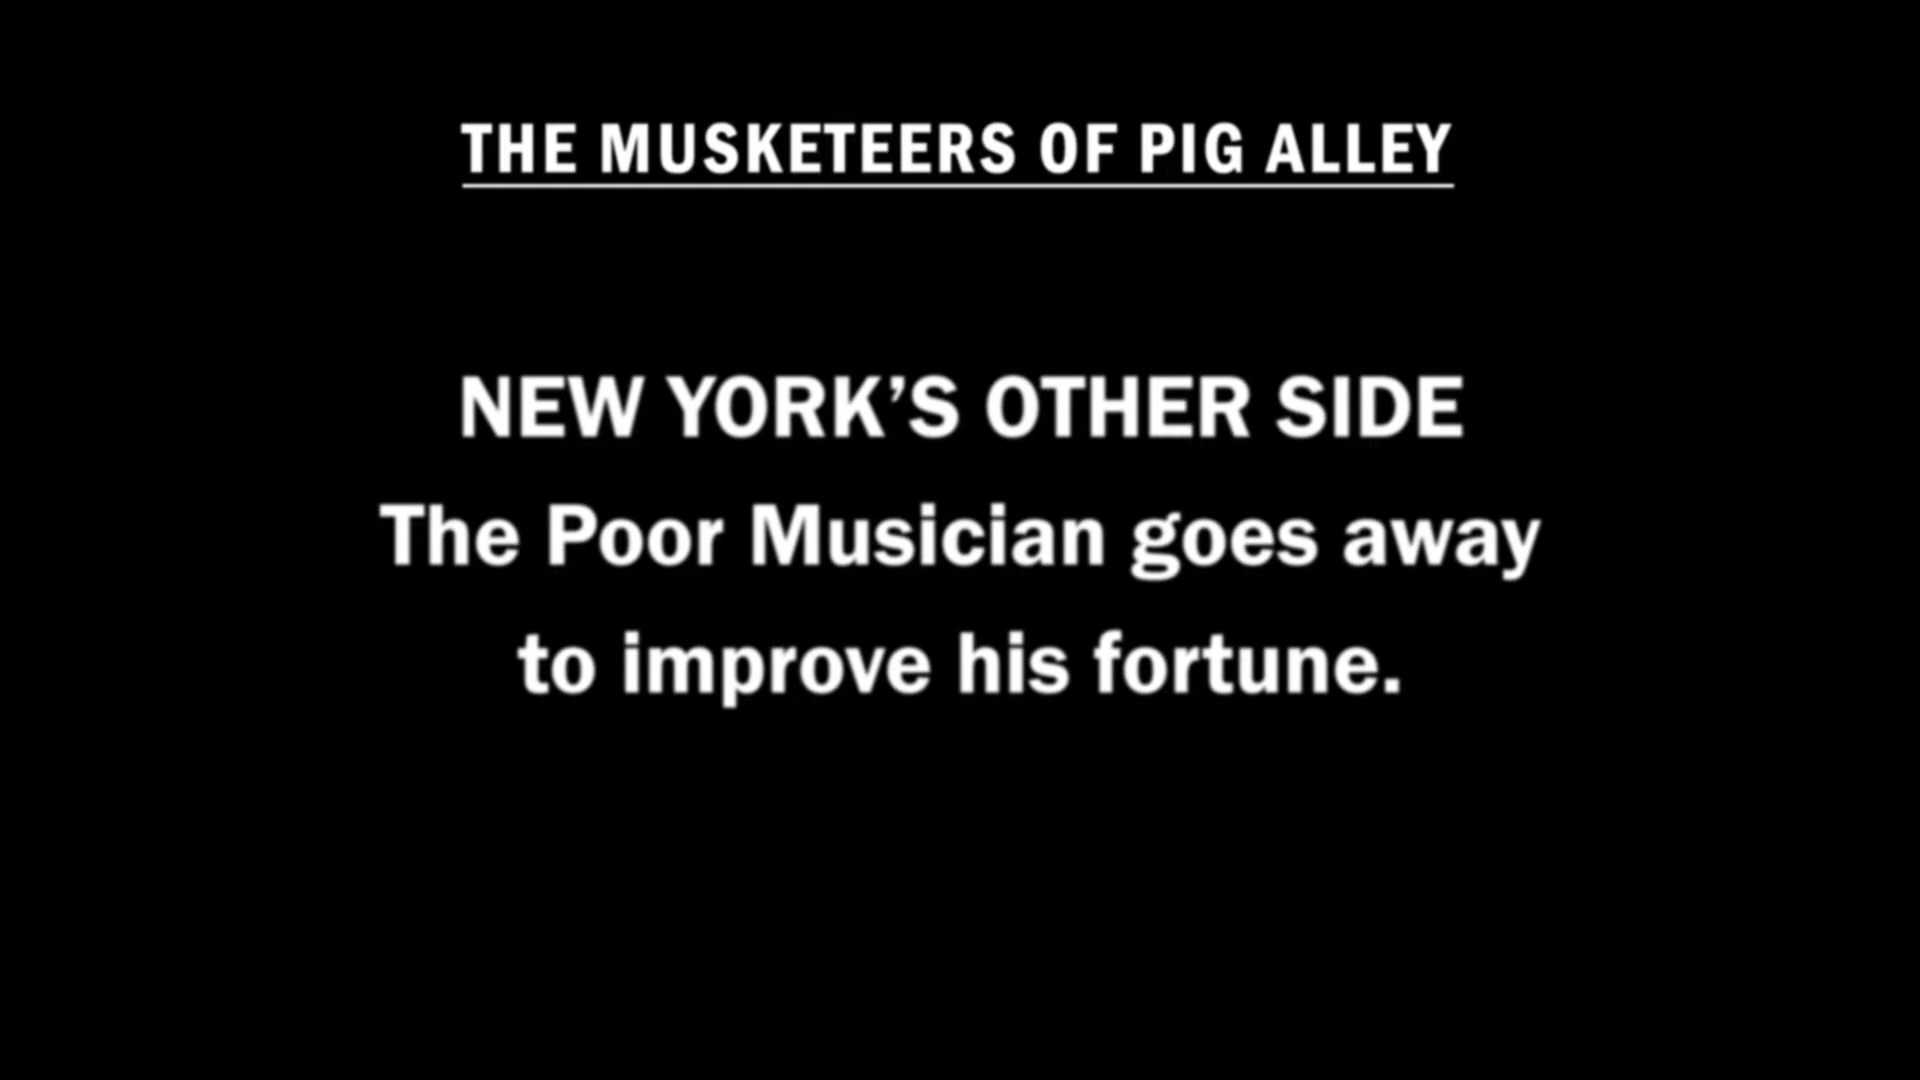 THE MUSKETEERS OF PIG ALLEY
NEW YORK’S OTHER SIDE
The Poor Musician goes away
to improve his fortune.